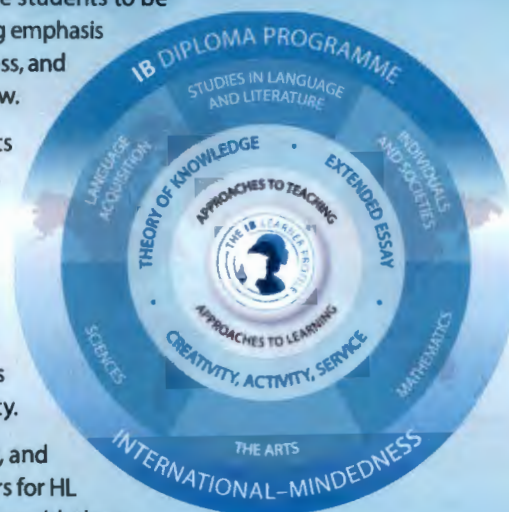 e students to be
g emphasis
ss, and
w.
ts
s
ty.
, and
rs for HL
IB DIPLOMA PROGRAMME
STUDIES IN LANGUAGE
AND LITERATURE
LANGUAGE
ACQUISITION
INDIVIDUALS
AND SOCIETIES
THEORY OF KNOWLEDGE
EXTENDED ESSAY
APPROACHES TO TEACHING
THE IB LEARNER PROFILE
APPROACHES TO LEARNING
CREATIVITY, ACTIVITY, SERVICE
SCIENCES
MATHEMATICS
THE ARTS
INTERNATIONAL-MINDEDNESS